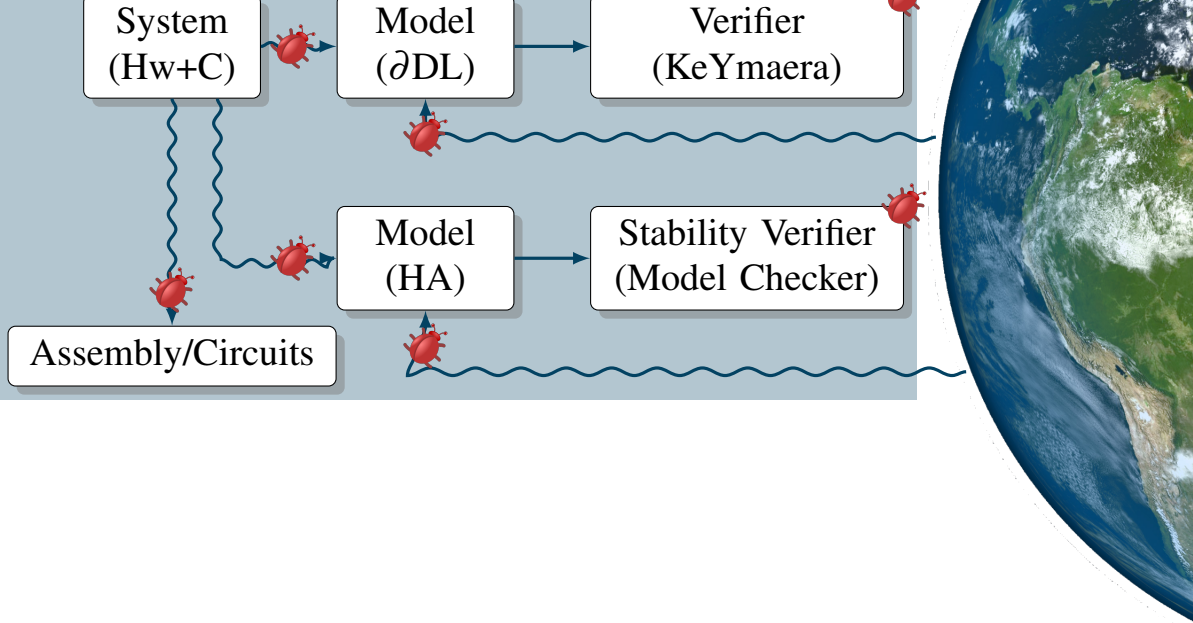 System
(Hw+C)
Model
(∂DL)
Verifier
(KeYmaera)
Model
(HA)
Stability Verifier
(Model Checker)
Assembly/Circuits